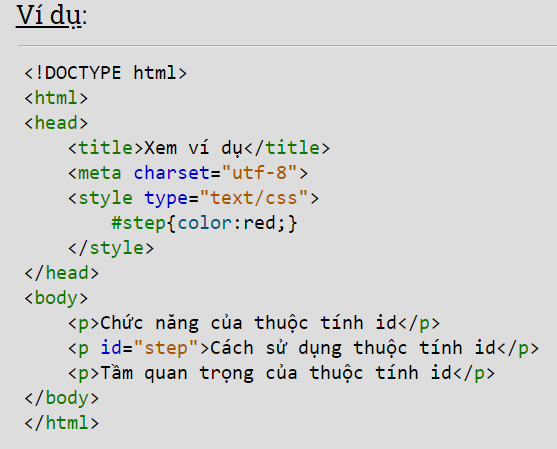 Ví dụ:
<!DOCTYPE html>
<html>
<head>
    <title>Xem ví dụ</title>
    <meta charset="utf-8">
    <style type="text/css">
        #step{color:red;}
    </style>
</head>
<body>
    <p>Chức năng của thuộc tính id</p>
    <p id="step">Cách sử dụng thuộc tính id</p>
    <p>Tầm quan trọng của thuộc tính id</p>
</body>
</html>